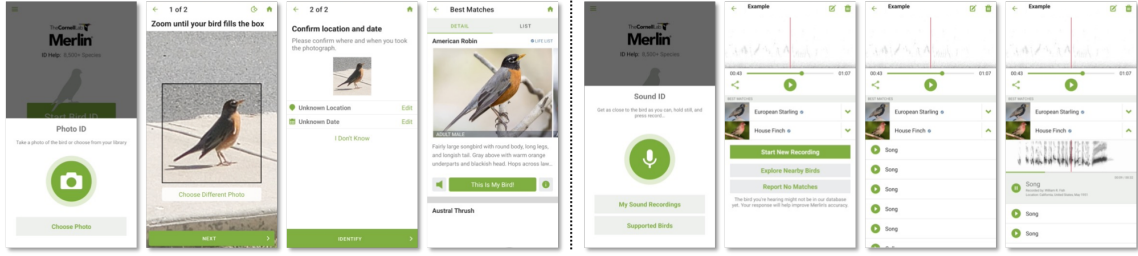 TheCornellLab
Merlin
ID Help: 8,500+ Species
Start Bird ID
Photo ID
Take a photo of the bird or choose from your library
Choose Photo
1 of 2
Zoom until your bird fills the box
Choose Different Photo
NEXT
2 of 2
Confirm location and date
Please confirm where and when you took
the photograph.
Unknown Location Edit
Unknown Date Edit
I Don't Know
IDENTIFY
Best Matches
DETAIL LIST
American Robin LIFE LIST
ADULT MALE
Fairly large songbird with round body, long legs,
and longish tail. Gray above with warm orange
underparts and blackish head. Hops across law..
This Is My Bird!
Austral Thrush
TheCornellLab
Merlin
ID Help: 8,500+ Species
Sound ID
Get as close to the bird as you can, hold still, and
press record...
My Sound Recordings
Supported Birds
Example
00:43 01:07
BEST MATCHES
European Starling
House Finch
Start New Recording
Explore Nearby Birds
Report No Matches
The bird you're hearing might not be in our database
yet. Your response will help improve Merlin's accuracy
Example
00:43 01:07
BEST MATCHES
European Starling
House Finch
Song
Song
Song
Song
Song
Example
00:43 01:07
BEST MATCHES
European Starling
House Finch
Song
Song
Song